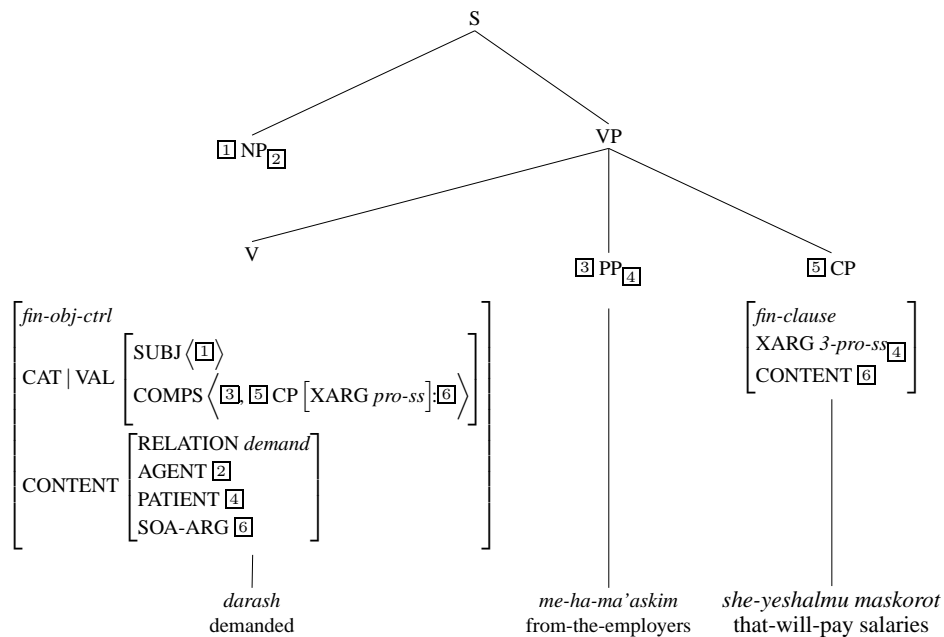 S
[1] NP[2]
VP
V
[3] PP[4]
[5] CP
fin-obj-ctrl
CAT | VAL
SUBJ ⟨[1]⟩
COMPS ⟨[3], [5] CP [XARG pro-ss]:[6]⟩
CONTENT
RELATION demand
AGENT [2]
PATIENT [4]
SOA-ARG [6]
fin-clause
XARG 3-pro-ss[4]
CONTENT [6]
darash
demanded
me-ha-ma'askim
from-the-employers
she-yeshalmu maskorot
that-will-pay salaries